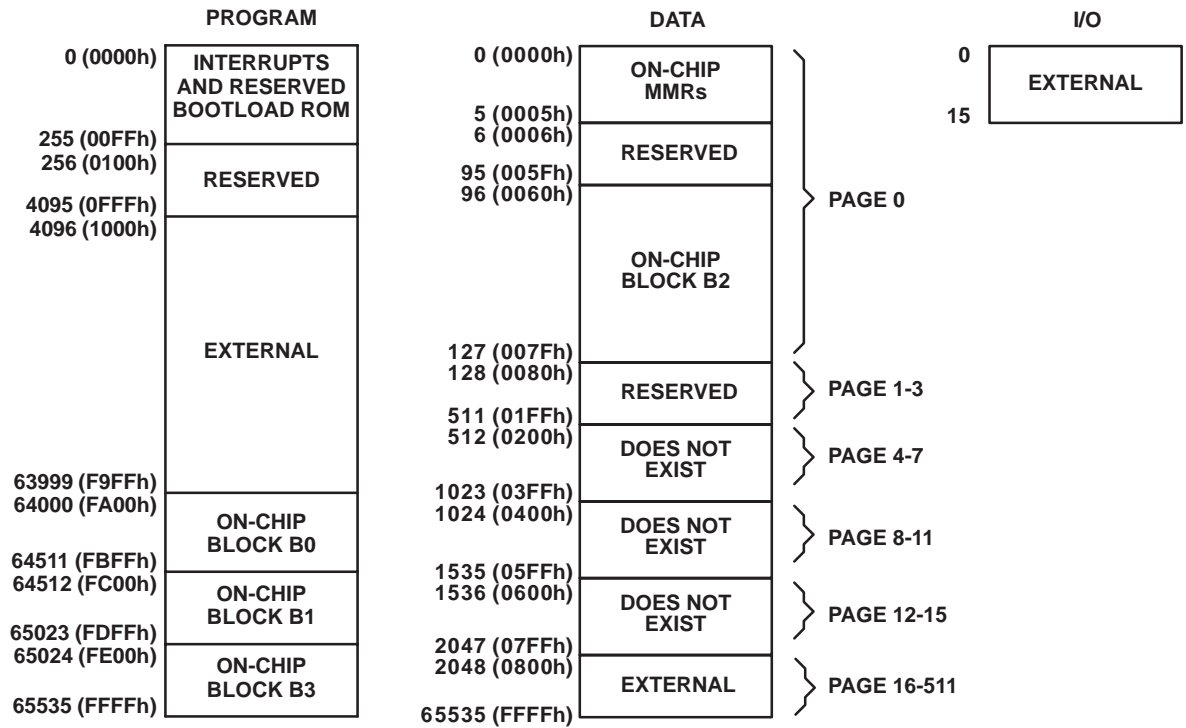 PROGRAM
0 (0000h)
INTERRUPTS
AND RESERVED
BOOTLOAD ROM
255 (00FFh)
256 (0100h)
RESERVED
4095 (0FFFh)
4096 (1000h)
EXTERNAL
63999 (F9FFh)
64000 (FA00h)
ON-CHIP
BLOCK B0
64511 (FBFFh)
64512 (FC00h)
ON-CHIP
BLOCK B1
65023 (FDFFh)
65024 (FE00h)
ON-CHIP
BLOCK B3
65535 (FFFFh)
DATA
0 (0000h)
ON-CHIP
MMRs
5 (0005h)
6 (0006h)
RESERVED
95 (005Fh)
96 (0060h)
PAGE 0
ON-CHIP
BLOCK B2
127 (007Fh)
128 (0080h)
RESERVED
PAGE 1-3
511 (01FFh)
512 (0200h)
DOES NOT
EXIST
PAGE 4-7
1023 (03FFh)
1024 (0400h)
DOES NOT
EXIST
PAGE 8-11
1535 (05FFh)
1536 (0600h)
DOES NOT
EXIST
PAGE 12-15
2047 (07FFh)
2048 (0800h)
EXTERNAL
PAGE 16-511
65535 (FFFFh)
I/O
0
EXTERNAL
15